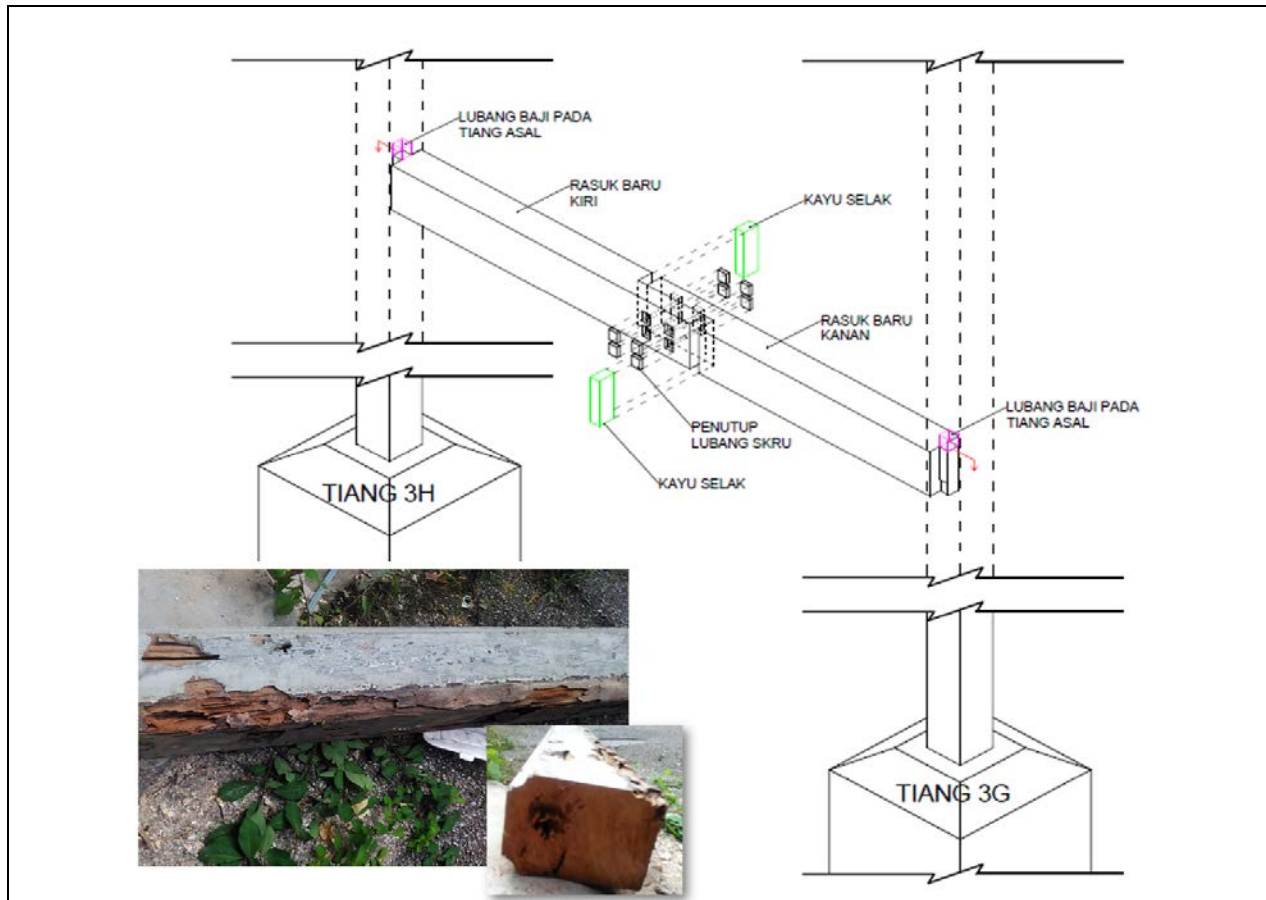 LUBANG BAJI PADA
TIANG ASAL
RASUK BARU
KIRI
KAYU SELAK
RASUK BARU
KANAN
LUBANG BAJI PADA
TIANG ASAL
PENUTUP
LUBANG SKRU
KAYU SELAK
TIANG 3H
TIANG 3G